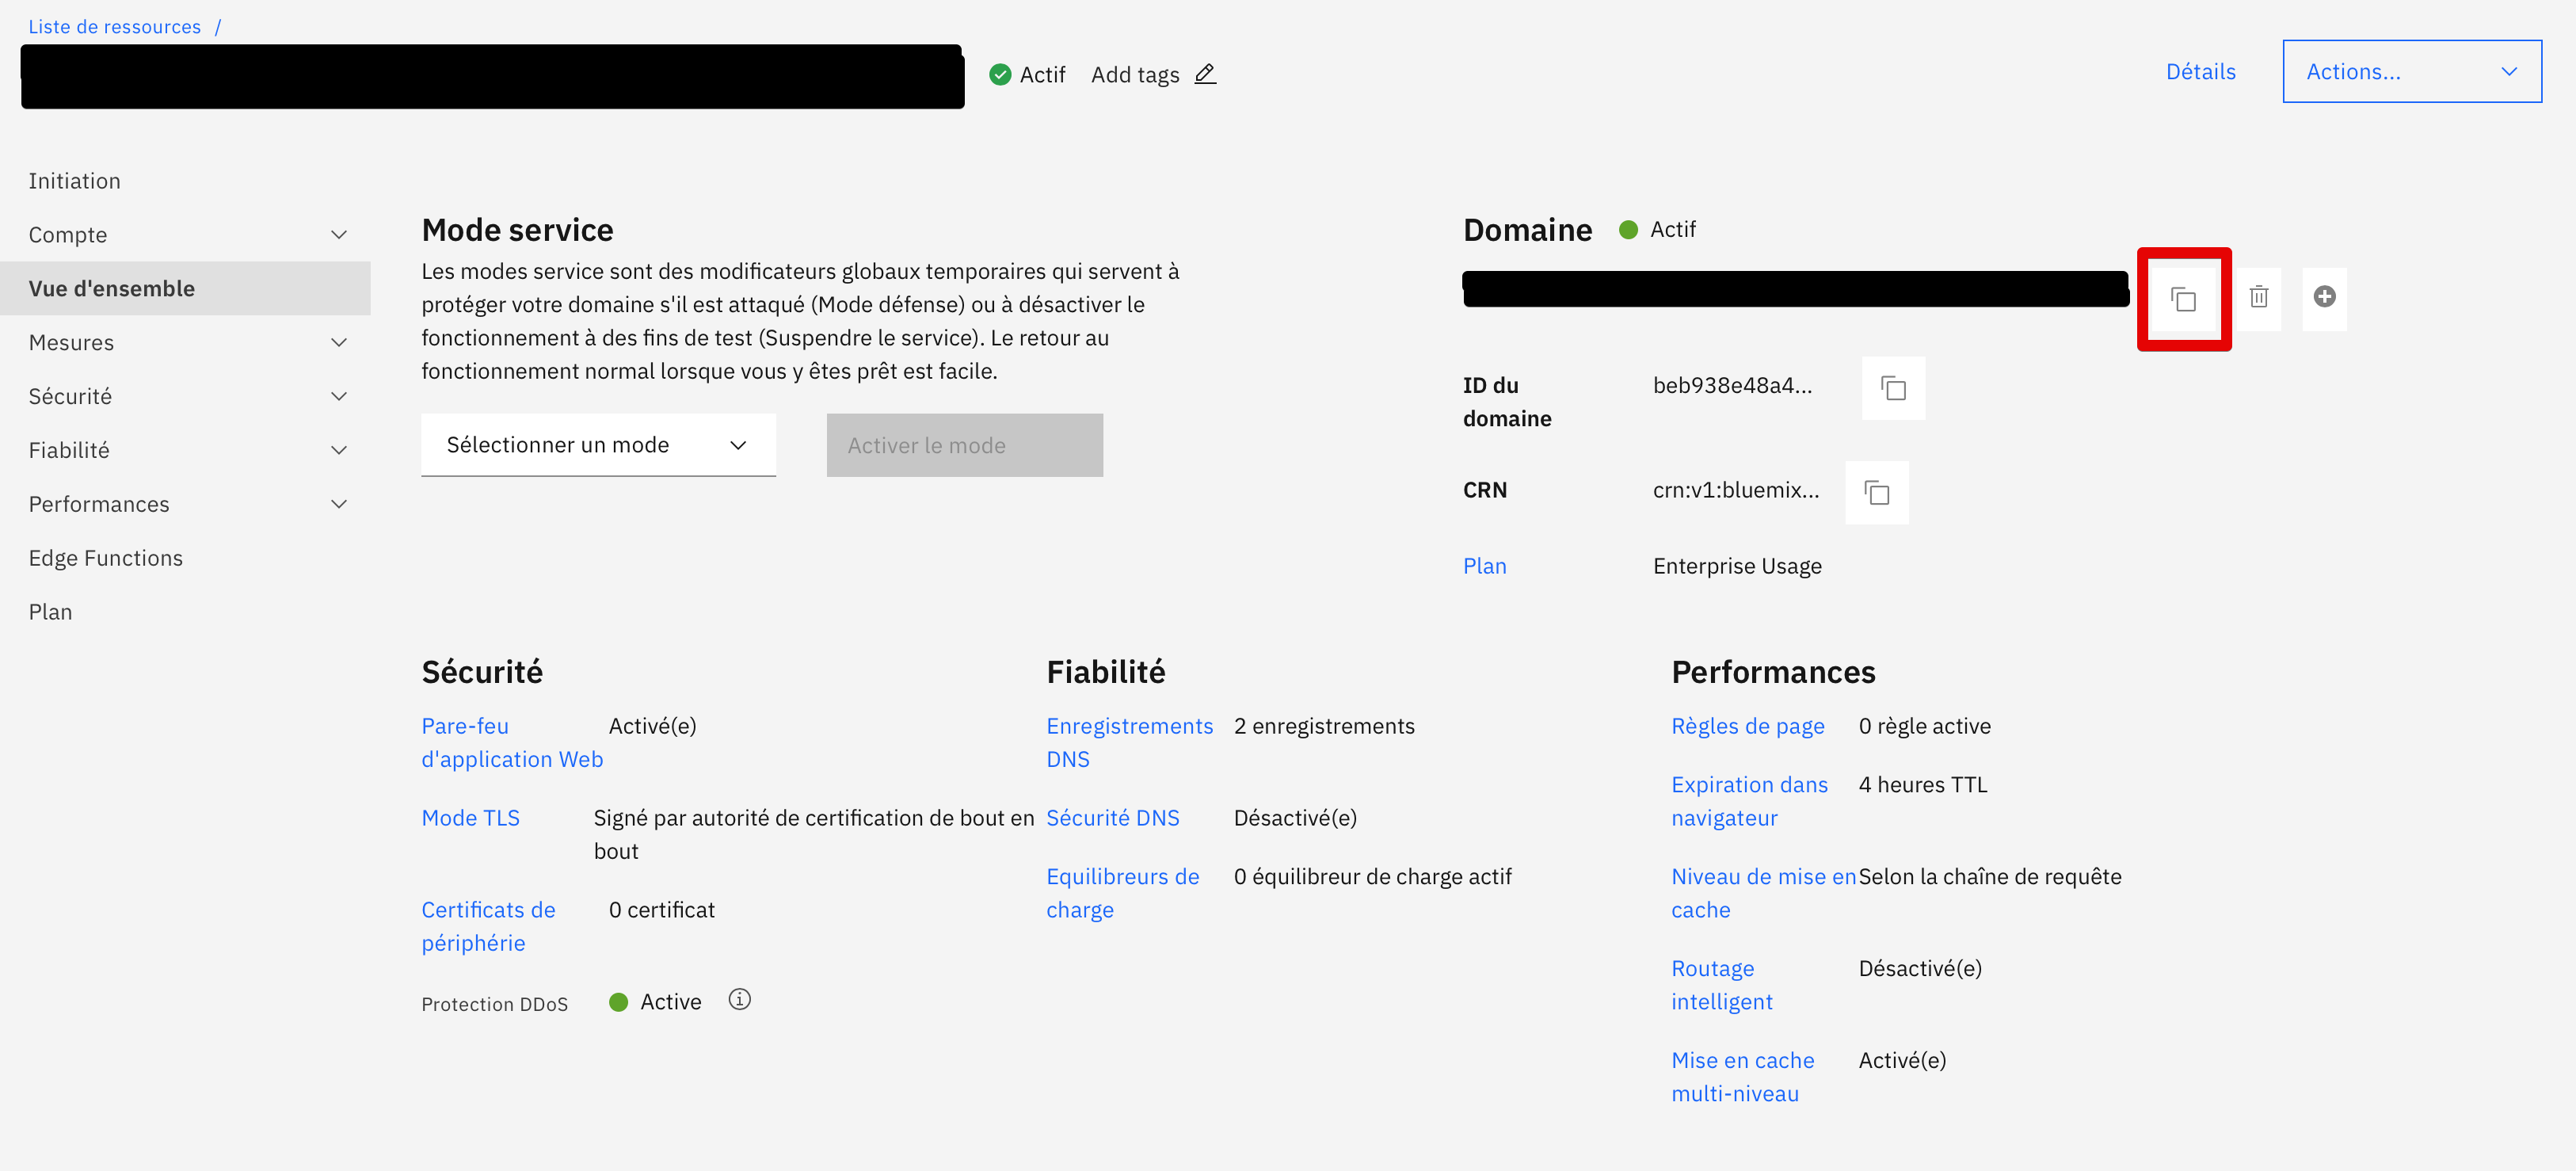 Liste de ressources /
Actif
Add tags
Détails
Actions...
Initiation
Compte
Vue d'ensemble
Mesures
Sécurité
Fiabilité
Performances
Edge Functions
Plan
Mode service
Les modes service sont des modificateurs globaux temporaires qui servent à
protéger votre domaine s'il est attaqué (Mode défense) ou à désactiver le
fonctionnement à des fins de test (Suspendre le service). Le retour au
fonctionnement normal lorsque vous y êtes prêt est facile.
Sélectionner un mode
Activer le mode
Domaine
Actif
ID du
domaine
beb938e48a4...
CRN
crn:v1:bluemix...
Plan
Enterprise Usage
Sécurité
Pare-feu
d'application Web
Activé(e)
Mode TLS
Signé par autorité de certification de bout en
bout
Certificats de
périphérie
0 certificat
Protection DDoS
Active
Fiabilité
Enregistrements
DNS
2 enregistrements
Sécurité DNS
Désactivé(e)
Equilibreurs de
charge
0 équilibreur de charge actif
Performances
Règles de page
0 règle active
Expiration dans
navigateur
4 heures TTL
Niveau de mise en
cache
Selon la chaîne de requête
Routage
intelligent
Désactivé(e)
Mise en cache
multi-niveau
Activé(e)